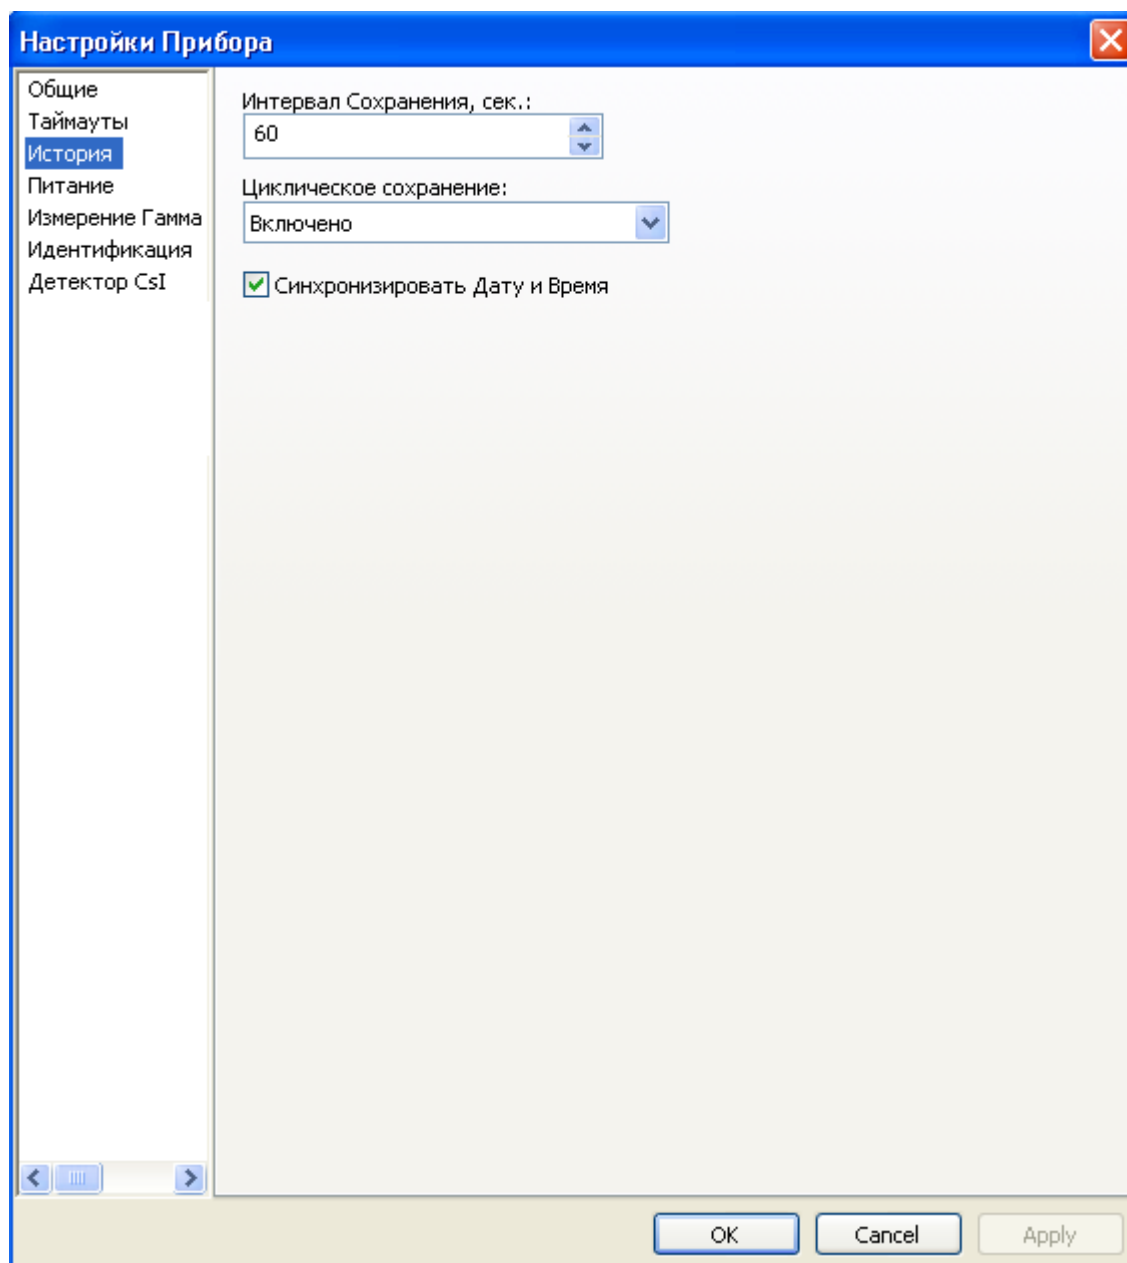 Настройки Прибора
Общие
Таймауты
История
Питание
Измерение Гамма
Идентификация
Детектор CsI
Интервал Сохранения, сек.:
60
Циклическое сохранение:
Включено
Синхронизировать Дату и Время
OK
Cancel
Apply